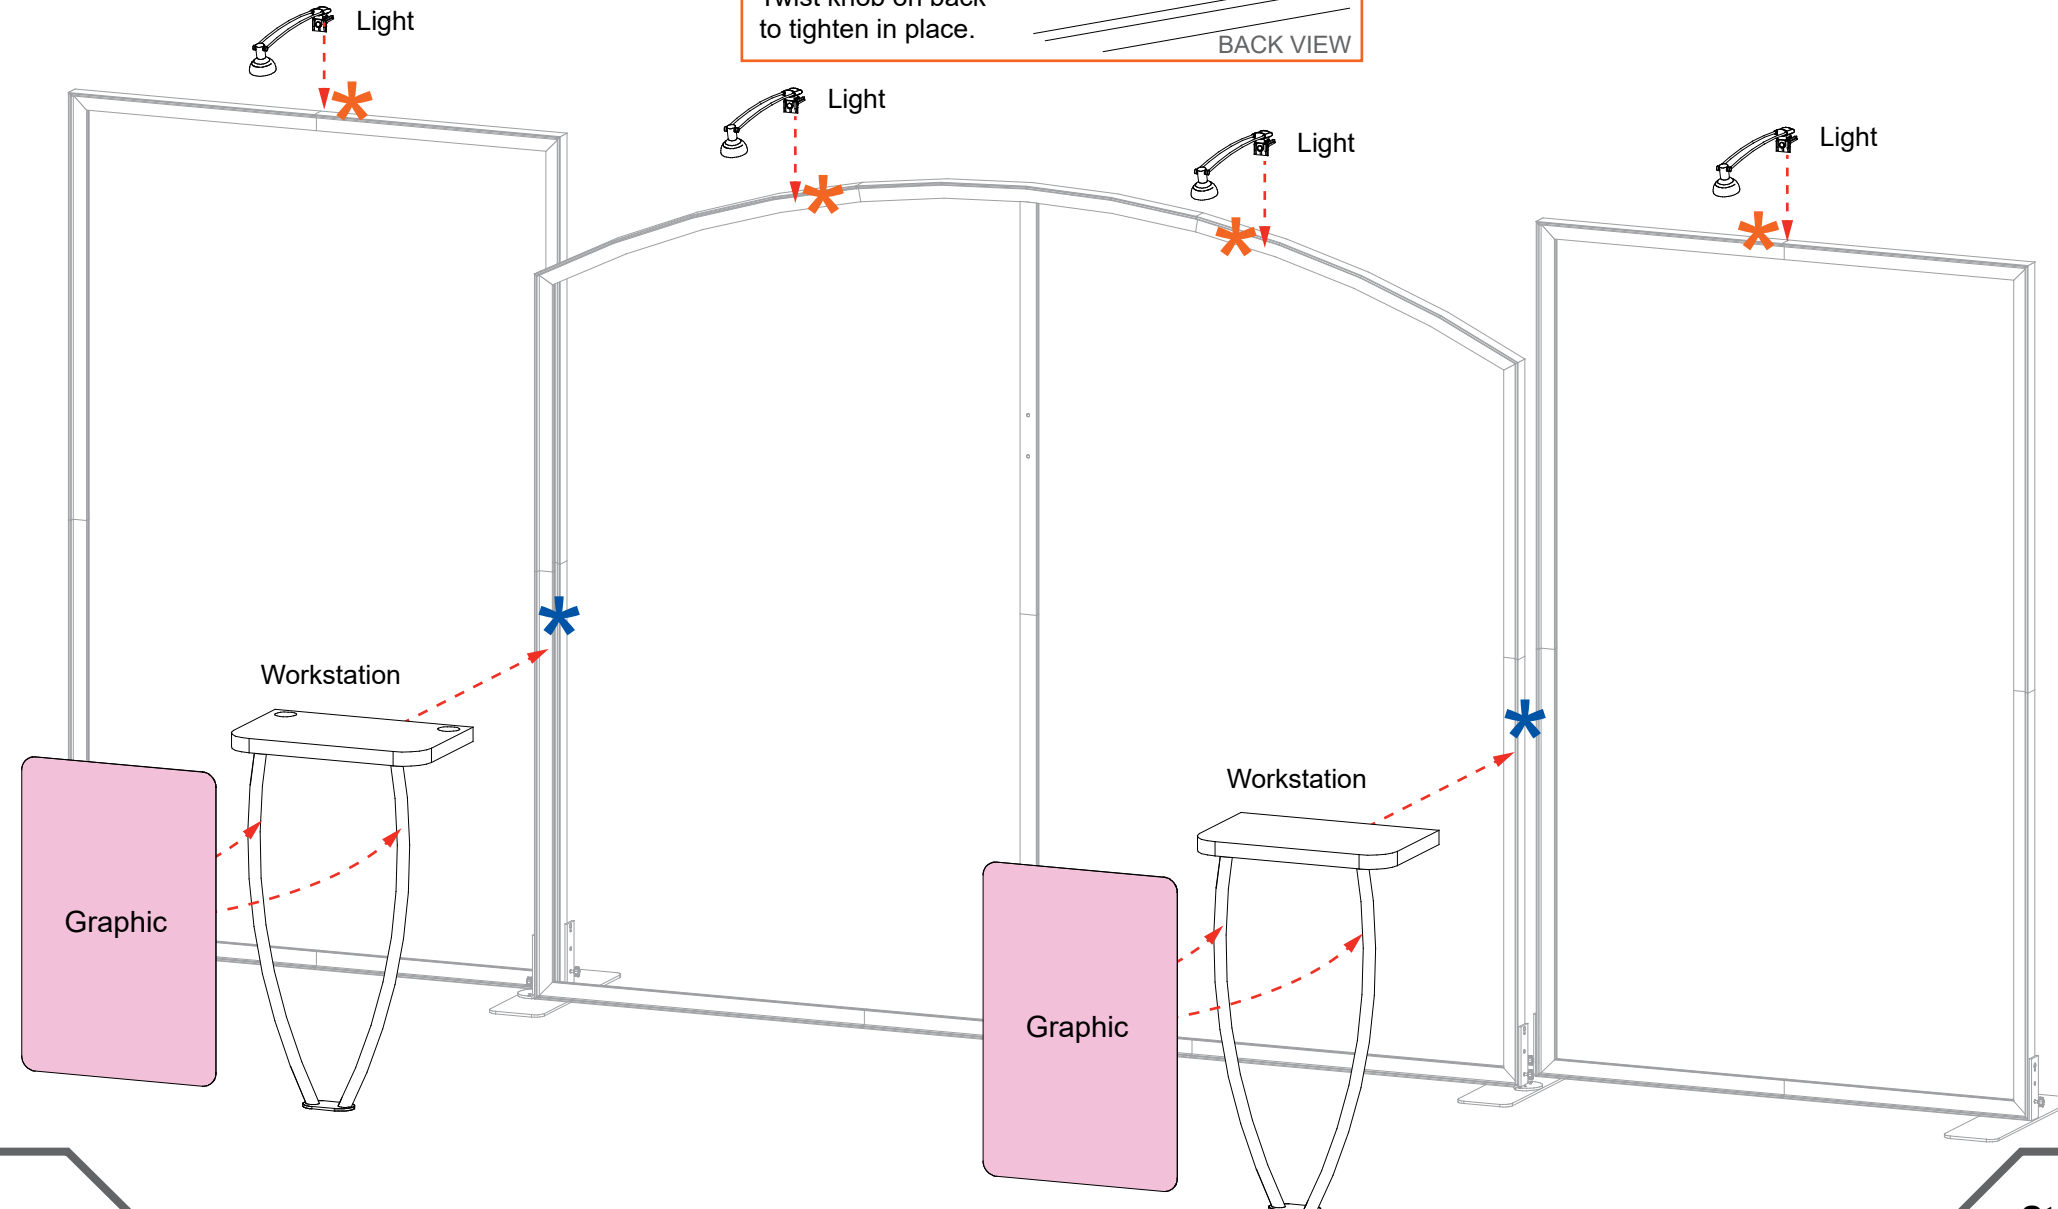 Light
to tighten in place.
BACK VIEW
Light
Light
Light
Workstation
Workstation
Graphic
Graphic